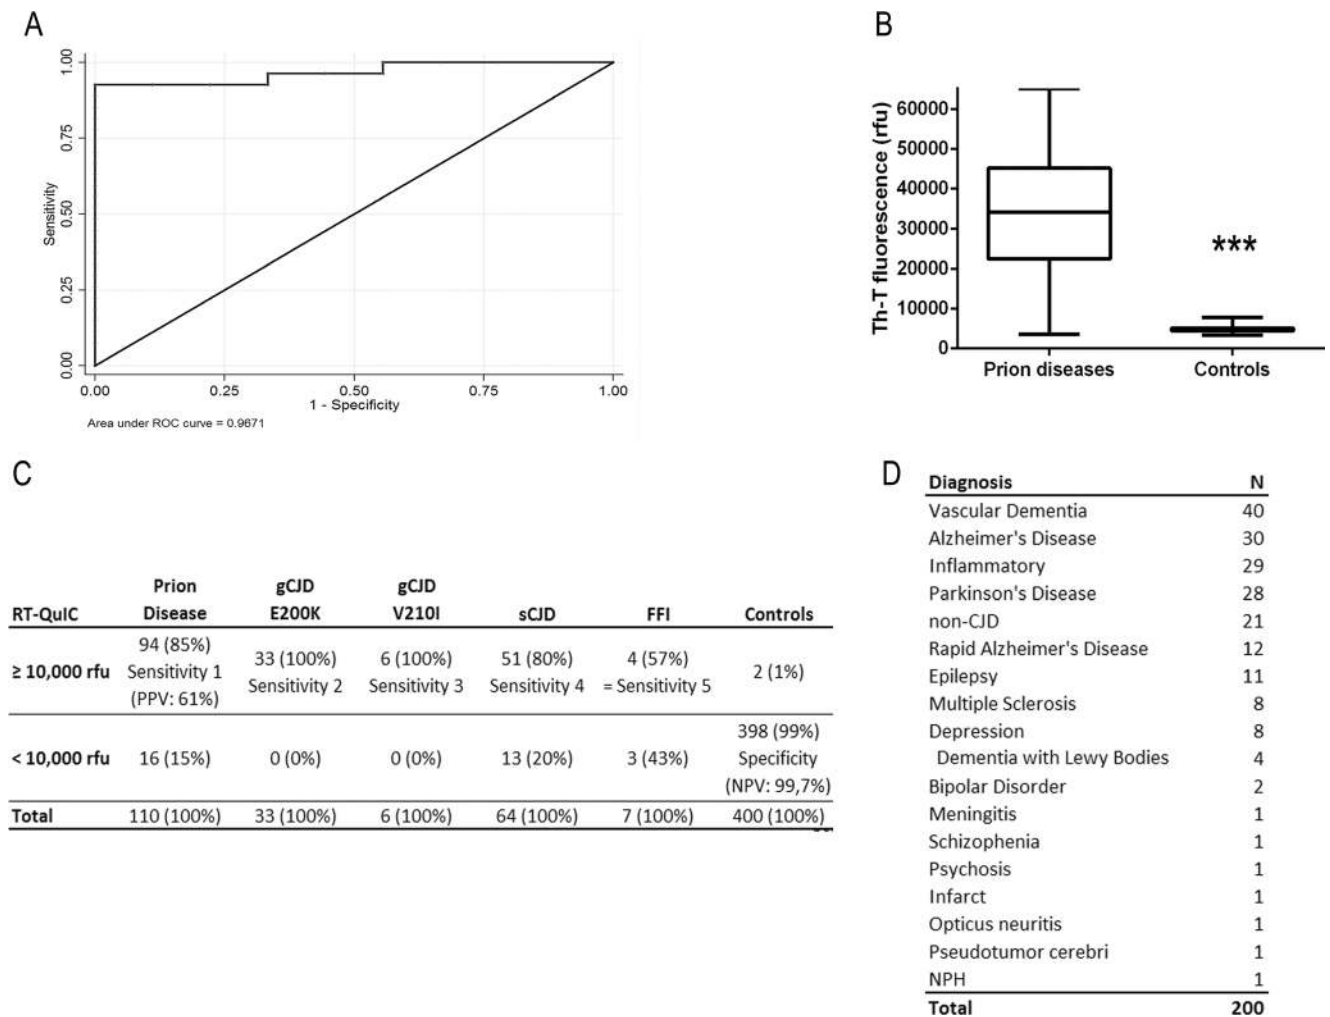 A
1.00
0.75
0.50
0.25
0.00
Sensitivity
0.00 0.25 0.50 0.75 1.00
1 - Specificity
Area under ROC curve = 0.9671
B
Th-T fluorescence (rfu)
60000
50000
40000
30000
20000
10000
0
***
Prion diseases Controls
C
Prion gCJD gCJD
RT-QuIC Disease E200K V210I sCJD FFI Controls
94 (85%)
≥ 10,000 rfu Sensitivity 1 33 (100%) 6 (100%) 51 (80%) 4 (57%) 2 (1%)
(PPV: 61%) Sensitivity 2 Sensitivity 3 Sensitivity 4 = Sensitivity 5
398 (99%)
< 10,000 rfu 16 (15%) 0 (0%) 0 (0%) 13 (20%) 3 (43%) Specificity
(NPV: 99,7%)
Total 110 (100%) 33 (100%) 6 (100%) 64 (100%) 7 (100%) 400 (100%)
D
Diagnosis N
Vascular Dementia 40
Alzheimer's Disease 30
Inflammatory 29
Parkinson's Disease 28
non-CJD 21
Rapid Alzheimer's Disease 12
Epilepsy 11
Multiple Sclerosis 8
Depression 8
Dementia with Lewy Bodies 4
Bipolar Disorder 2
Meningitis 1
Schizophenia 1
Psychosis 1
Infarct 1
Opticus neuritis 1
Pseudotumor cerebri 1
NPH 1
Total 200